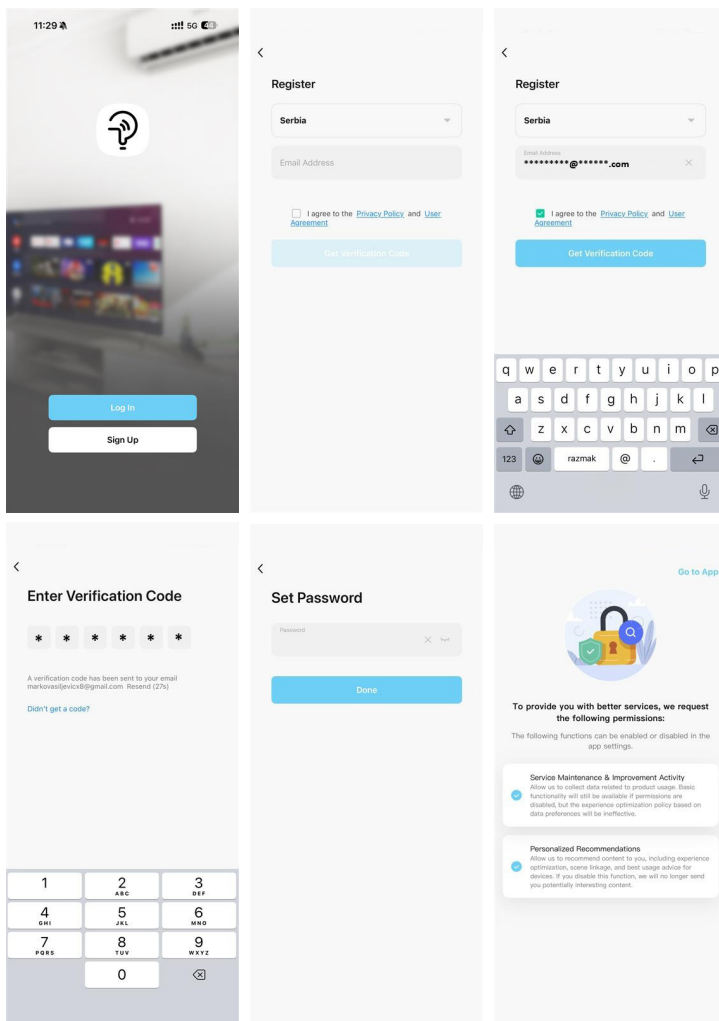 11:29
5G 44
Log In
Sign Up
Register
Serbia
Email Address
I agree to the Privacy Policy and User
Agreement
Get Verification Code
Register
Serbia
Email Address
*********@******.com
I agree to the Privacy Policy and User
Agreement
Get Verification Code
q w e r t y u i o p
a s d f g h j k l
z x c v b n m
123 razmak @ .
Enter Verification Code
* * * * * *
A verification code has been sent to your email
markovasiljevicx8@gmail.com Resend (27s)
Didn't get a code?
1 2 3
ABC DEF
4 5 6
GHI JKL MNO
7 8 9
PQRS TUV WXYZ
0
Set Password
Password
Done
Go to App
To provide you with better services, we request
the following permissions:
The following functions can be enabled or disabled in the
app settings.
Service Maintenance & Improvement Activity
Allow us to collect data related to product usage. Basic
functionality will still be available if permissions are
disabled, but the experience optimization policy based on
data preferences will be ineffective.
Personalized Recommendations
Allow us to recommend content to you, including experience
optimization, scene linkage, and best usage advice for
devices. If you disable this function, we will no longer send
you potentially interesting content.